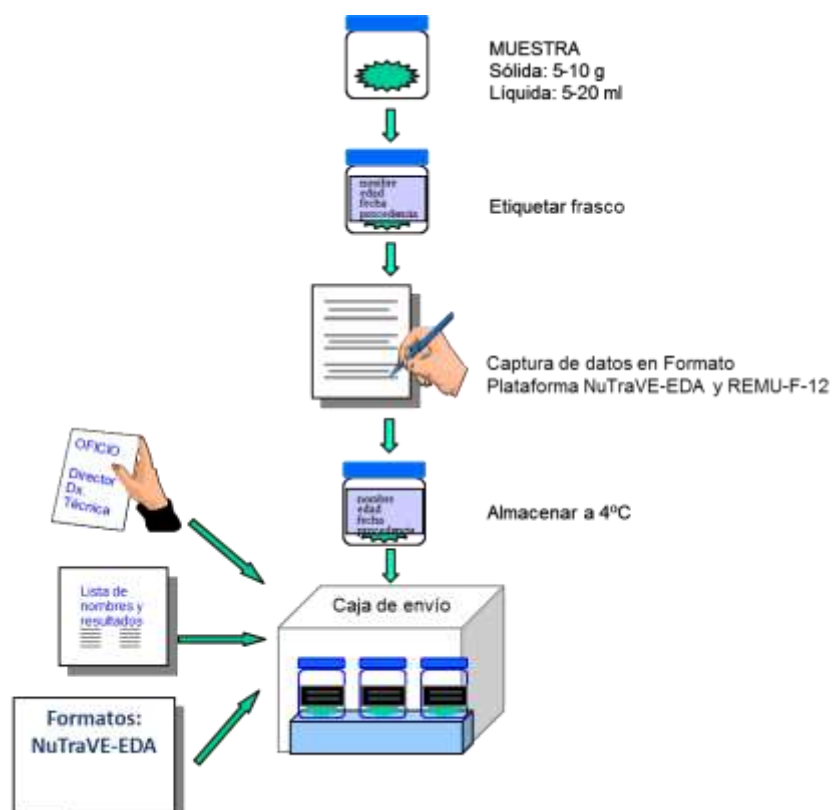 MUESTRA
Sólida: 5-10 g
Líquida: 5-20 ml
nombre
edad
fecha
procedencia
Etiquetar frasco
Captura de datos en Formato
Plataforma NuTraVE-EDA y REMU-F-12
OFICIO
Director
Dx.
Técnica
nombre
edad
fecha
procedencia
Almacenar a 4ºC
Lista de
nombres y
resultados
Caja de envío
Formatos:
NuTraVE-EDA